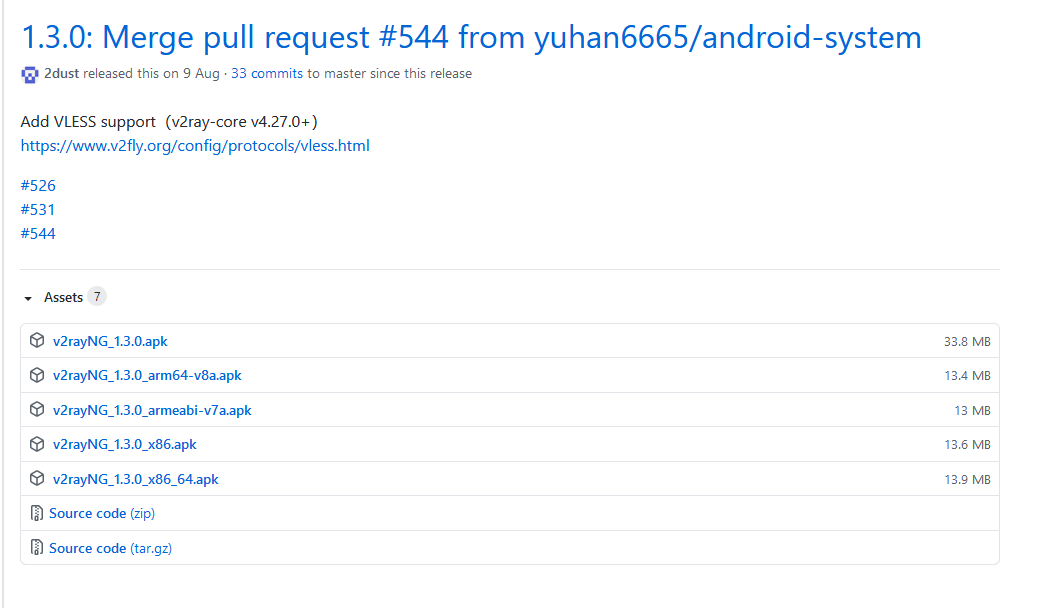 1.3.0: Merge pull request #544 from yuhan6665/android-system
2dust released this on 9 Aug · 33 commits to master since this release
Add VLESS support（v2ray-core v4.27.0+)
https://www.v2fly.org/config/protocols/vless.html
#526
#531
#544
Assets 7
v2rayNG_1.3.0.apk 33.8 MB
v2rayNG_1.3.0_arm64-v8a.apk 13.4 MB
v2rayNG_1.3.0_armeabi-v7a.apk 13 MB
v2rayNG_1.3.0_x86.apk 13.6 MB
v2rayNG_1.3.0_x86_64.apk 13.9 MB
Source code (zip)
Source code (tar.gz)